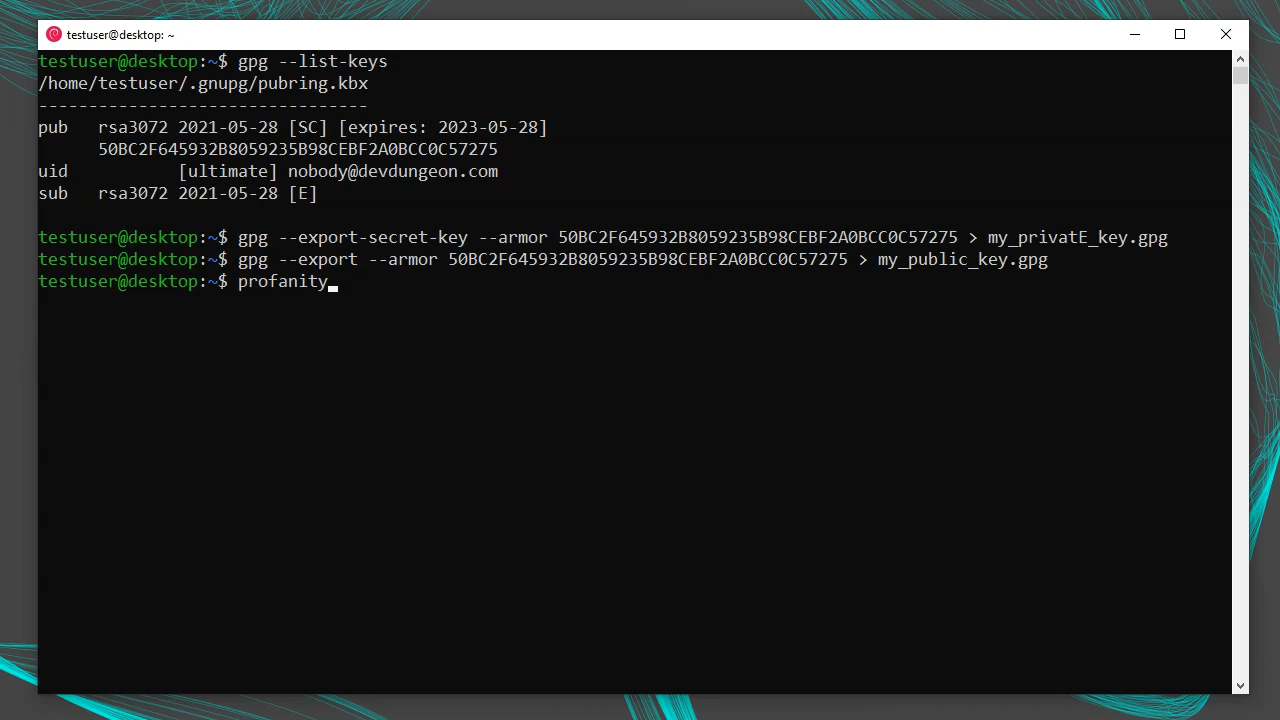 testuser@desktop: ~
testuser@desktop:~$ gpg --list-keys
/home/testuser/.gnupg/pubring.kbx
---------------------------------
pub   rsa3072 2021-05-28 [SC] [expires: 2023-05-28]
      50BC2F645932B8059235B98CEBF2A0BCC0C57275
uid           [ultimate] nobody@devdungeon.com
sub   rsa3072 2021-05-28 [E]
testuser@desktop:~$ gpg --export-secret-key --armor 50BC2F645932B8059235B98CEBF2A0BCC0C57275 > my_privatE_key.gpg
testuser@desktop:~$ gpg --export --armor 50BC2F645932B8059235B98CEBF2A0BCC0C57275 > my_public_key.gpg
testuser@desktop:~$ profanity